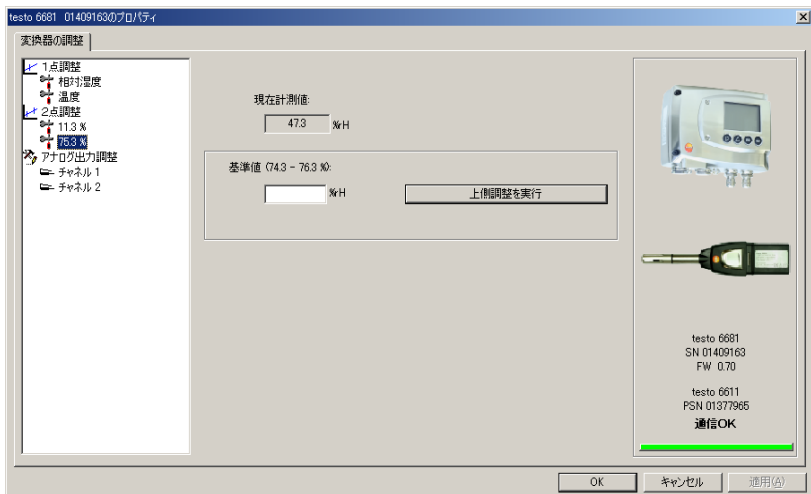 testo 6681 01409163のプロパティ
変換器の調整
1点調整
相対湿度
温度
2点調整
11.3 %
75.3 %
アナログ出力調整
チャネル 1
チャネル 2
現在計測値:
47.3 %rH
基準値 (74.3 - 76.3 %):
%rH
上側調整を実行
testo 6681
SN 01409163
FW 0.70
testo 6611
PSN 01377965
通信OK
OK キャンセル 適用(A)